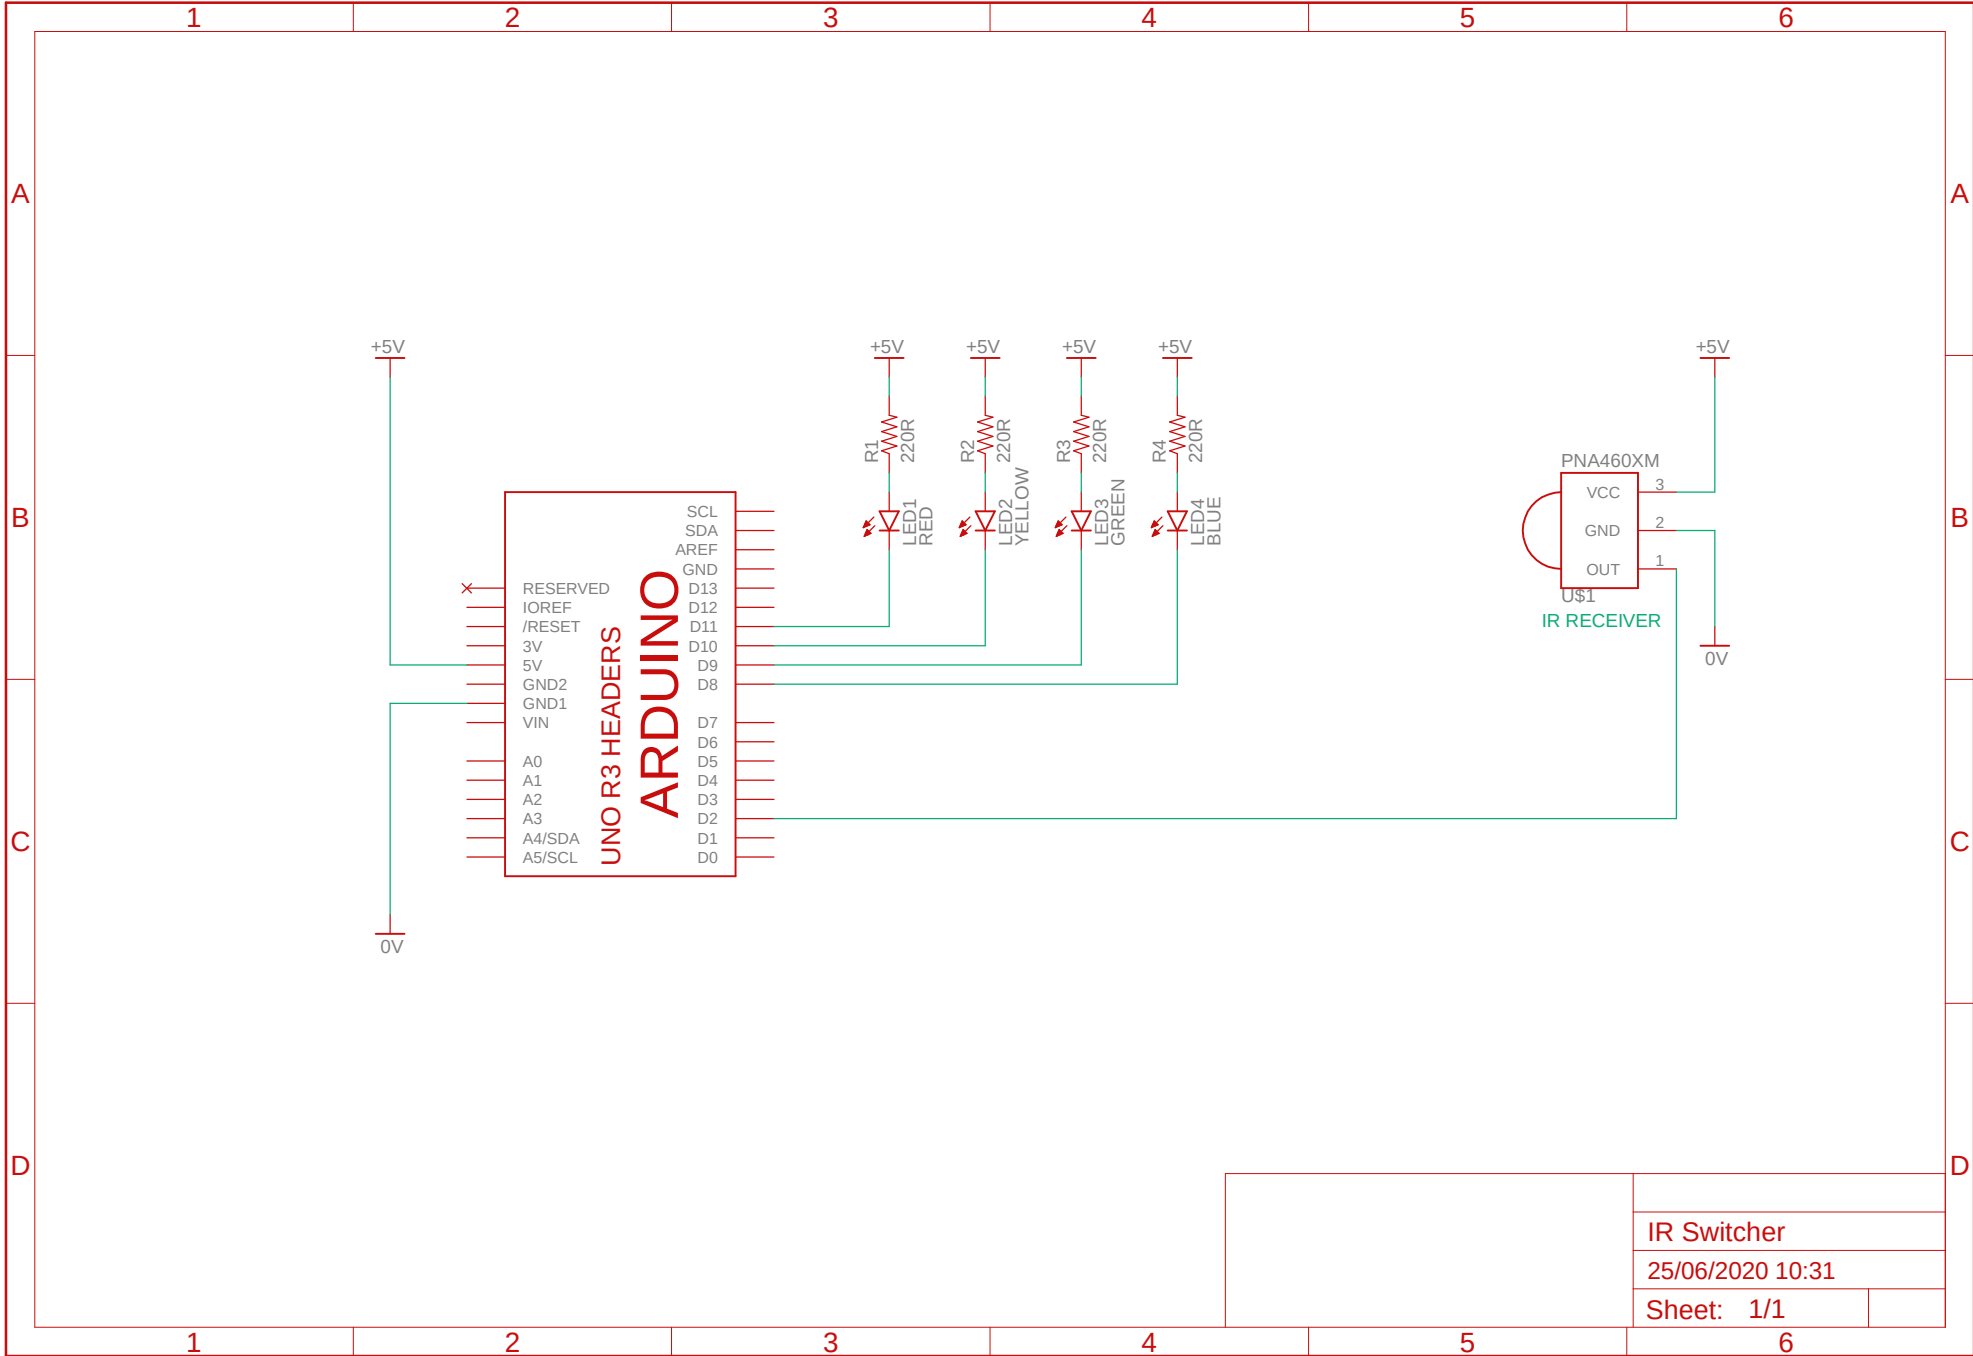 1 2 3 4 5 6
A A
+5V
+5V
+5V
+5V
+5V
+5V
R1
220R
R2
220R
R3
220R
R4
220R
LED1
RED
LED2
YELLOW
LED3
GREEN
LED4
BLUE
PNA460XM
VCC 3
GND 2
OUT 1
U$1
IR RECEIVER
0V
B B
SCL
SDA
AREF
GND
RESERVED D13
IOREF D12
/RESET D11
3V D10
5V D9
GND2 D8
GND1
VIN D7
D6
A0 D5
A1 D4
A2 D3
A3 D2
A4/SDA D1
A5/SCL D0
UNO R3 HEADERS
ARDUINO
C C
0V
D D
IR Switcher
25/06/2020 10:31
Sheet: 1/1
1 2 3 4 5 6